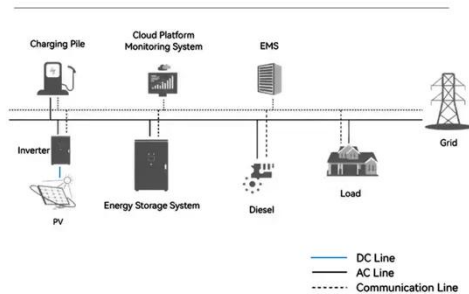 Charging Pile
Cloud Platform
Monitoring System
EMS
Inverter
Grid
PV
Energy Storage System
Diesel
Load
DC Line
AC Line
Communication Line